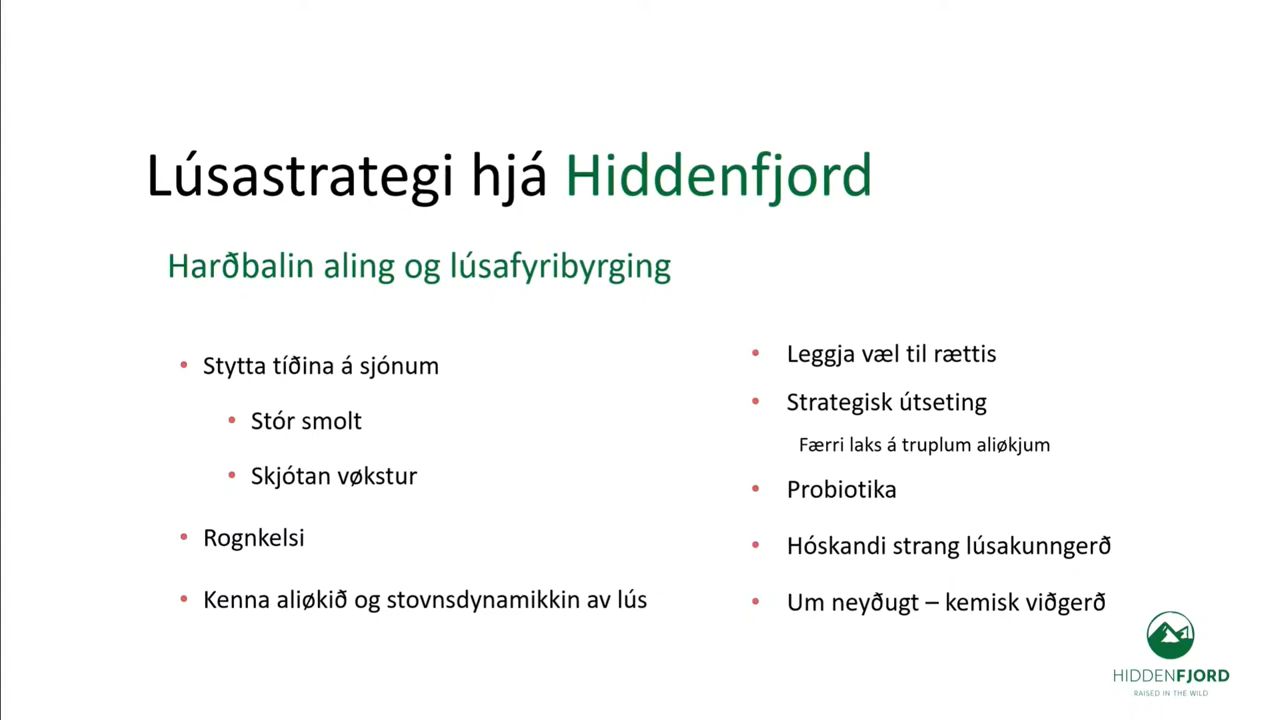 Lúsastrategi hjá Hiddenfjord
Harðbalin aling og lúsafyribyrging
• Stytta tíðina á sjónum
• Stór smolt
• Skjótan vøkstur
• Rognkelsi
• Kenna aliøkið og stovnsdynamikkin av lús
• Leggja væl til rættis
• Strategisk útseting
Færri laks á truplum aliøkjum
• Probiotika
• Hóskandi strang lúsakunngerð
• Um neyðugt – kemisk viðgerð
HIDDENFJORD
RAISED IN THE WILD